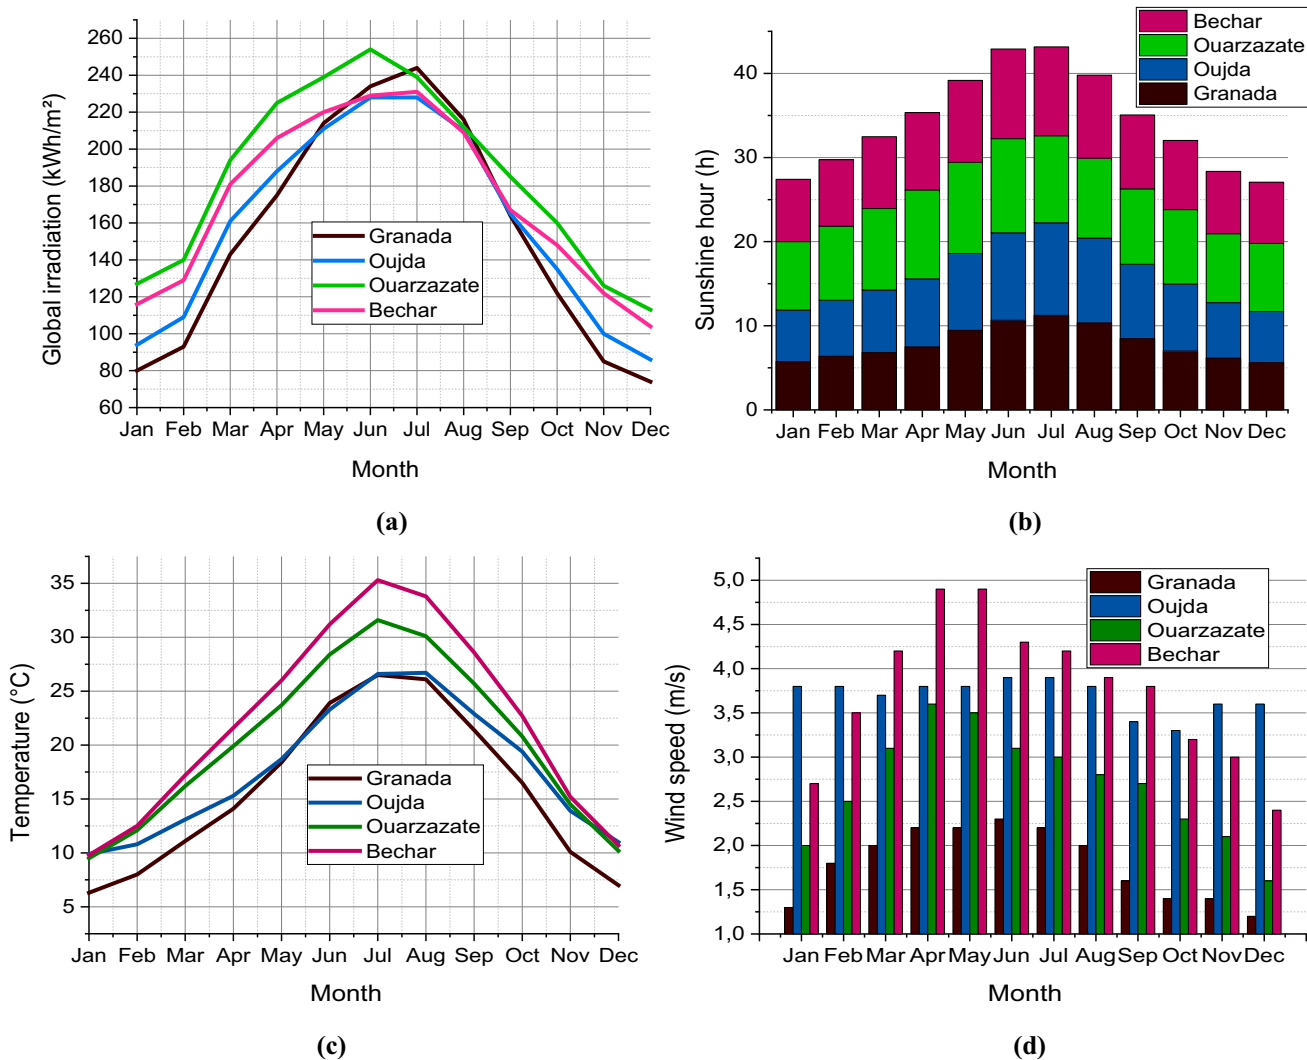 Global irradiation (kWh/m²)
260
240
220
200
180
160
140
120
100
80
60
Granada
Oujda
Ouarzazate
Bechar
Jan Feb Mar Apr May Jun Jul Aug Sep Oct Nov Dec
Month
(a)
Sunshine hour (h)
40
30
20
10
0
Bechar
Ouarzazate
Oujda
Granada
Jan Feb Mar Apr May Jun Jul Aug Sep Oct Nov Dec
Month
(b)
Temperature (°C)
35
30
25
20
15
10
5
Granada
Oujda
Ouarzazate
Bechar
Jan Feb Mar Apr May Jun Jul Aug Sep Oct Nov Dec
Month
(c)
Wind speed (m/s)
5,0
4,5
4,0
3,5
3,0
2,5
2,0
1,5
1,0
Granada
Oujda
Ouarzazate
Bechar
Jan Feb Mar Apr May Jun Jul Aug Sep Oct Nov Dec
Month
(d)